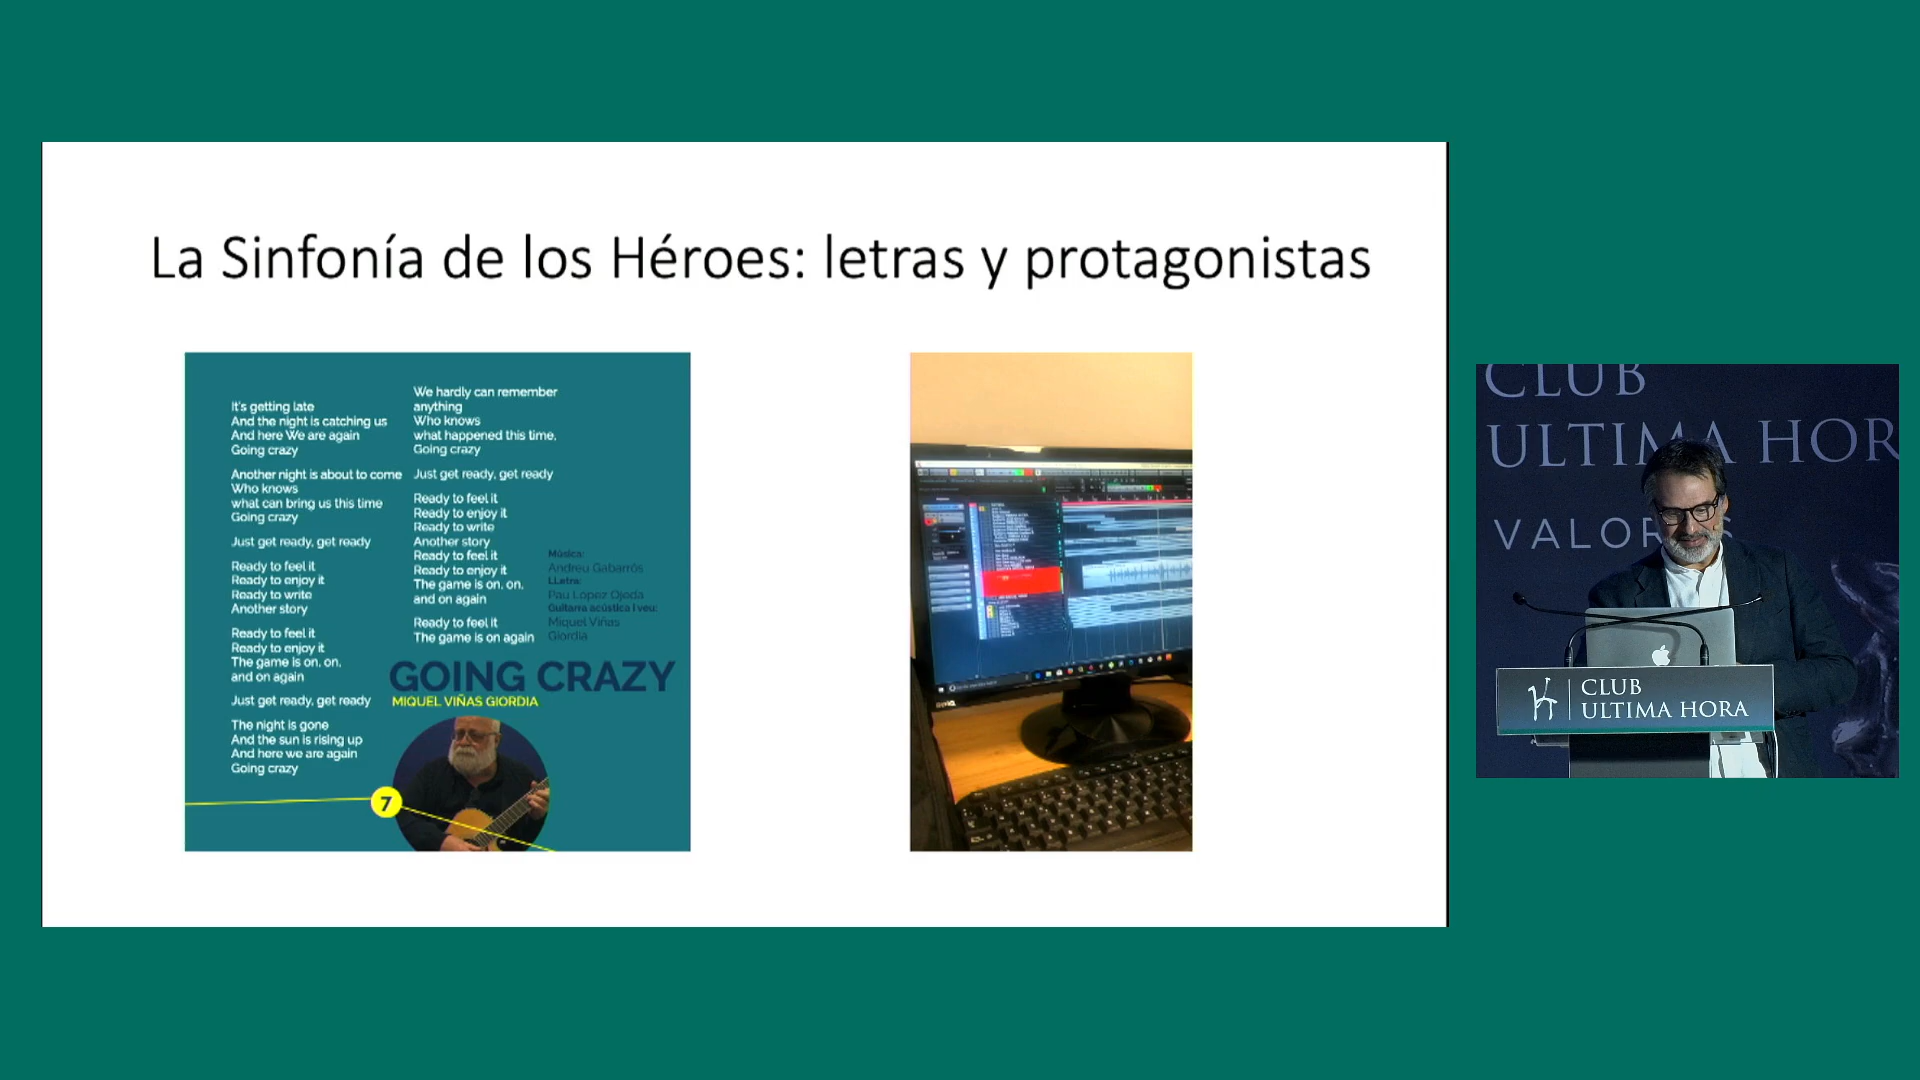 La Sinfonía de los Héroes: letras y protagonistas
It's getting late
And the night is catching us
And here We are again
Going crazy
Another night is about to come
Who knows
what can bring us this time
Going crazy
Just get ready, get ready
Ready to feel it
Ready to enjoy it
Ready to write
Another story
Ready to feel it
Ready to enjoy it
The game is on, on,
and on again
Just get ready, get ready
The night is gone
And the sun is rising up
And here we are again
Going crazy
We hardly can remember
anything
Who knows
what happened this time,
Going crazy
Just get ready, get ready
Ready to feel it
Ready to enjoy it
Ready to write
Another story
Ready to feel it
Ready to enjoy it
The game is on, on,
and on again
Ready to feel it
The game is on again
Música:
Andreu Gabarrós
LLetra:
Pau Lopez Ojeda
Guitarra acústica i veu:
Miquel Viñas
Giordia
GOING CRAZY
MIQUEL VIÑAS GIORDIA
7
BenQ
CLUB
ULTIMA HOR
VALOR S
CLUB
ULTIMA HORA